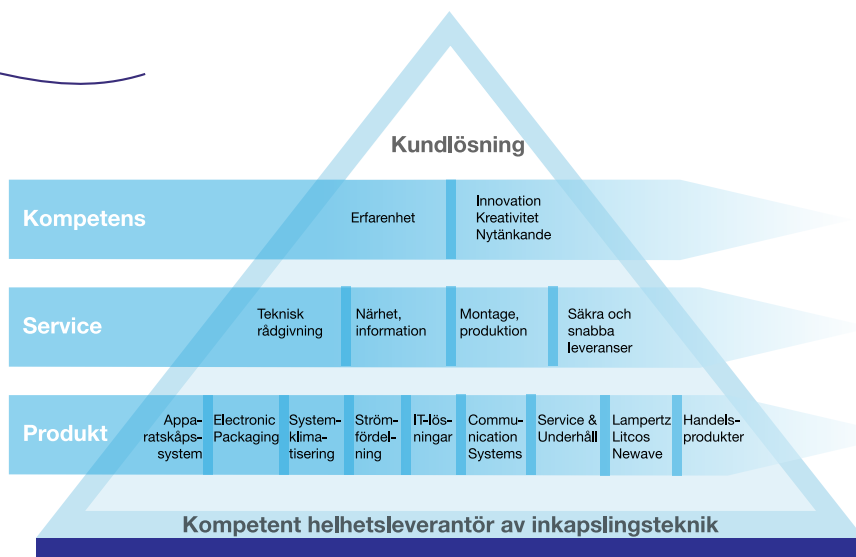 Kundlösning
Kompetens
Erfarenhet
Innovation
Kreativitet
Nytänkande
Service
Teknisk
rådgivning
Närhet,
information
Montage,
produktion
Säkra och
snabba
leveranser
Produkt
Appa-
ratskåps-
system
Electronic
Packaging
System-
klima-
tisering
Ström-
fördel-
ning
IT-lös-
ningar
Commu-
nication
Systems
Service &
Underhåll
Lampertz
Litcos
Newave
Handels-
produkter
Kompetent helhetsleverantör av inkapslingsteknik